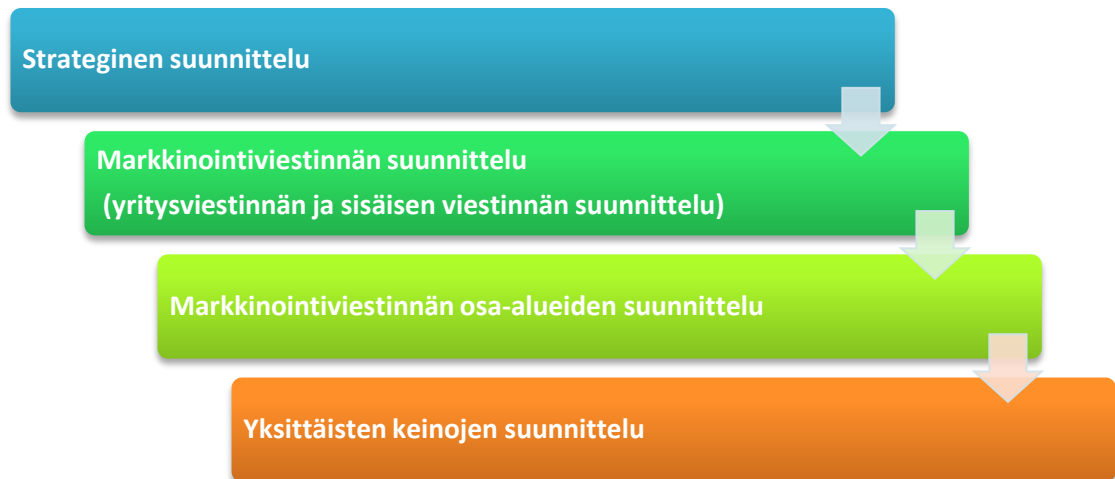 Strateginen suunnittelu
Markkinointiviestinnän suunnittelu
(yritysviestinnän ja sisäisen viestinnän suunnittelu)
Markkinointiviestinnän osa-alueiden suunnittelu
Yksittäisten keinojen suunnittelu